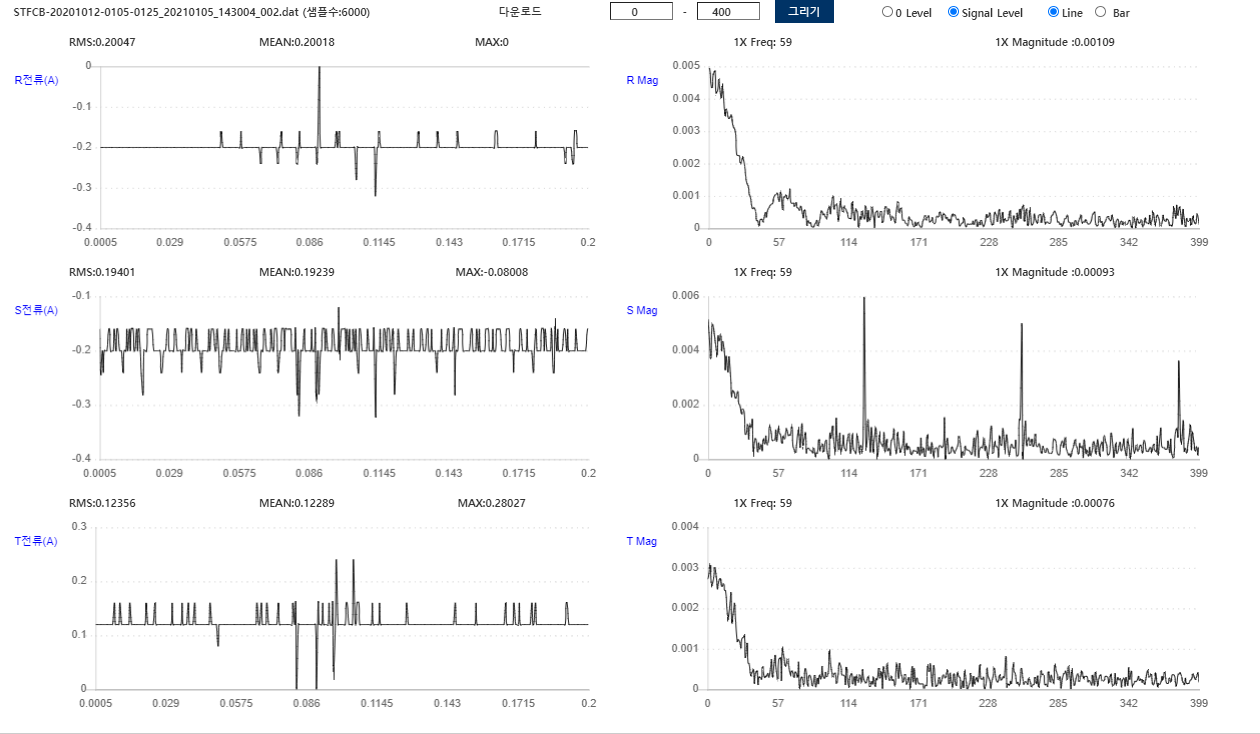 STFCB-20201012-0105-0125_20210105_143004_002.dat (샘플수:6000) 다운로드 0 - 400 그리기 0 Level Signal Level Line Bar
RMS:0.20047 MEAN:0.20018 MAX:0 1X Freq: 59 1X Magnitude :0.00109
R전류(A)
0
-0.1
-0.2
-0.3
-0.4
0.0005 0.029 0.0575 0.086 0.1145 0.143 0.1715 0.2
R Mag
0.005
0.004
0.003
0.002
0.001
0
0 57 114 171 228 285 342 399
RMS:0.19401 MEAN:0.19239 MAX:-0.08008 1X Freq: 59 1X Magnitude :0.00093
S전류(A)
-0.1
-0.2
-0.3
-0.4
0.0005 0.029 0.0575 0.086 0.1145 0.143 0.1715 0.2
S Mag
0.006
0.004
0.002
0
0 57 114 171 228 285 342 399
RMS:0.12356 MEAN:0.12289 MAX:0.28027 1X Freq: 59 1X Magnitude :0.00076
T전류(A)
0.3
0.2
0.1
0
0.0005 0.029 0.0575 0.086 0.1145 0.143 0.1715 0.2
T Mag
0.004
0.003
0.002
0.001
0
0 57 114 171 228 285 342 399